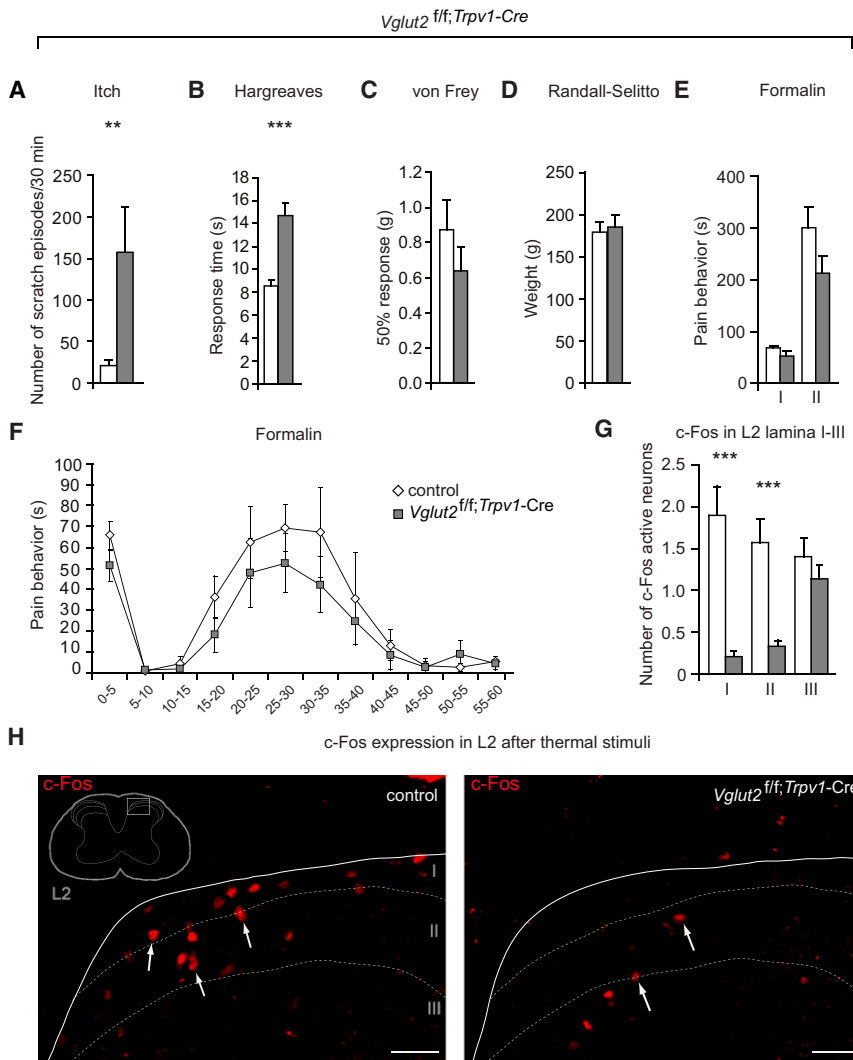 Vglut2 f/f;Trpv1-Cre
A Itch
**
Number of scratch episodes/30 min
250
200
150
100
50
0
B Hargreaves
***
Response time (s)
18
16
14
12
10
8
6
4
2
0
C von Frey
50% response (g)
1.2
1.0
0.8
0.6
0.4
0.2
0.0
D Randall-Selitto
Weight (g)
250
200
150
100
50
0
E Formalin
Pain behavior (s)
400
300
200
100
0
I II
F Formalin
Pain behavior (s)
100
90
80
70
60
50
40
30
20
10
0
control
Vglut2 f/f;Trpv1-Cre
0-5 5-10 10-15 15-20 20-25 25-30 30-35 35-40 40-45 45-50 50-55 55-60
G c-Fos in L2 lamina I-III
Number of c-Fos active neurons
2.5
2.0
1.5
1.0
0.5
0
***
***
I II III
H c-Fos expression in L2 after thermal stimuli
c-Fos
control
L2
I
II
III
c-Fos
Vglut2 f/f;Trpv1-Cre